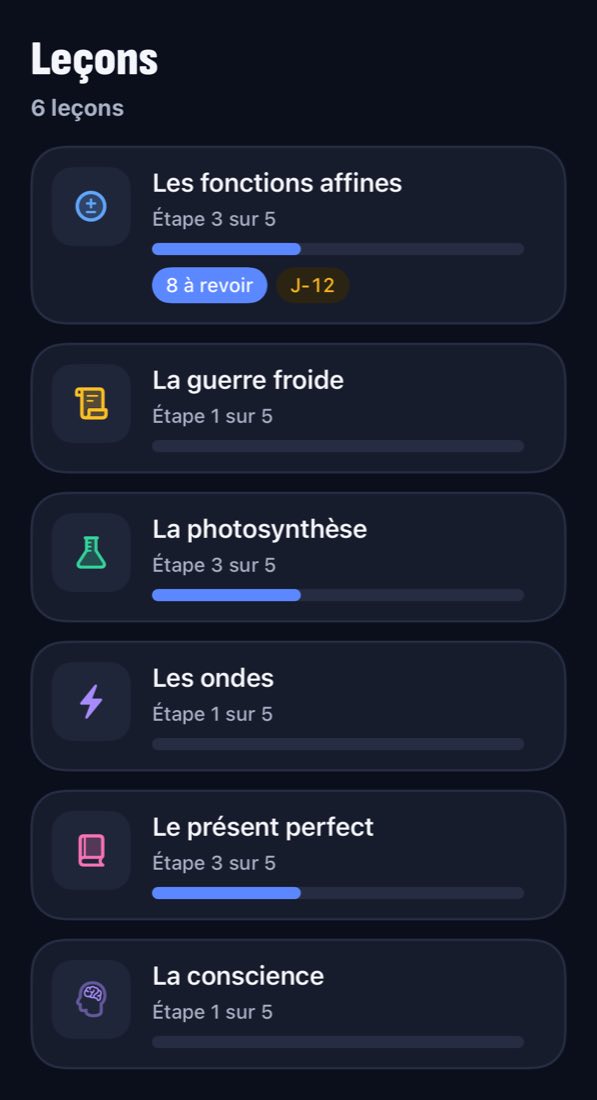 Leçons
6 leçons
Les fonctions affines
Étape 3 sur 5
8 à revoir
J-12
La guerre froide
Étape 1 sur 5
La photosynthèse
Étape 3 sur 5
Les ondes
Étape 1 sur 5
Le présent perfect
Étape 3 sur 5
La conscience
Étape 1 sur 5